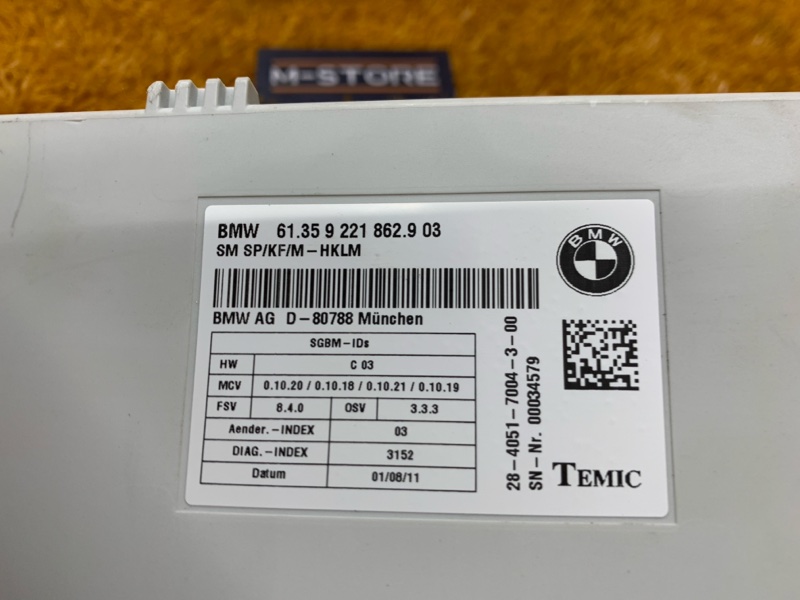 M-STORE
BMW 61.35 9 221 862.9 03
SM SP/KF/M-HKLM
BMW
BMW AG D-80788 München
SGBM-IDs
HW C 03
MCV 0.10.20 / 0.10.18 / 0.10.21 / 0.10.19
FSV 8.4.0 OSV 3.3.3
Aender.-INDEX 03
DIAG.-INDEX 3152
Datum 01/08/11
28-4051-7004-3-00
SN-Nr. 00034579
TEMIC